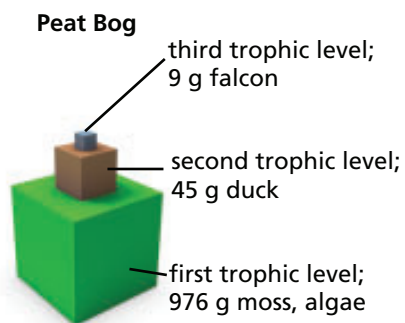 Peat Bog
third trophic level;
9 g falcon
second trophic level;
45 g duck
first trophic level;
976 g moss, algae